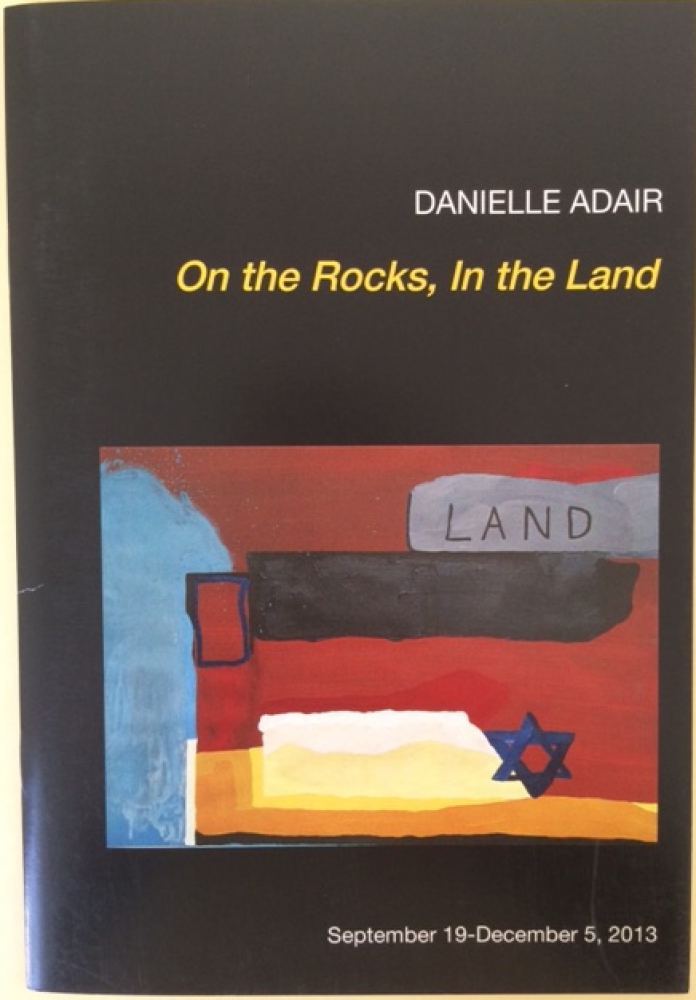 DANIELLE ADAIR
On the Rocks, In the Land
LAND
September 19-December 5, 2013